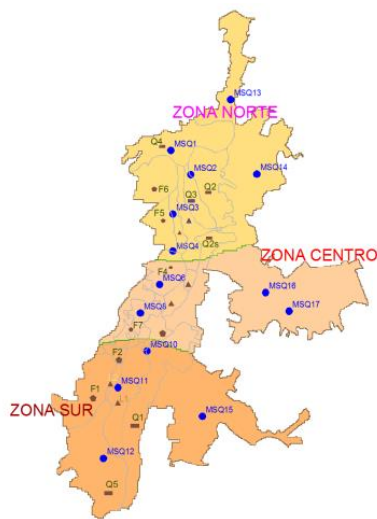 MSQ13
ZONA NORTE
Q4
MSQ1
MSQ2
MSQ14
F6
Q2
Q3
MSQ3
F5
Q2s
MSQ4
ZONA CENTRO
F4
MSQ6
MSQ16
MSQ8
MSQ17
F7
MSQ10
F2
MSQ11
F1
ZONA SUR
MSQ15
Q1
MSQ12
Q5